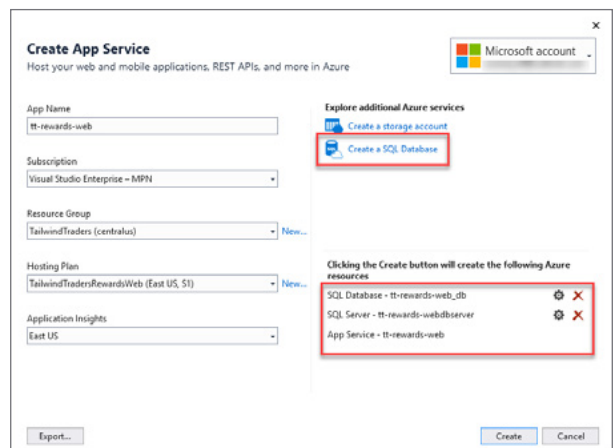 Create App Service
Host your web and mobile applications, REST APIs, and more in Azure
Microsoft account
App Name
tt-rewards-web
Subscription
Visual Studio Enterprise – MPN
Resource Group
TailwindTraders (centralus)
New...
Hosting Plan
TailwindTradersRewardsWeb (East US, S1)
New...
Application Insights
East US
Explore additional Azure services
Create a storage account
Create a SQL Database
Clicking the Create button will create the following Azure
resources
SQL Database - tt-rewards-web_db
SQL Server - tt-rewards-webdbserver
App Service - tt-rewards-web
Export...
Create
Cancel